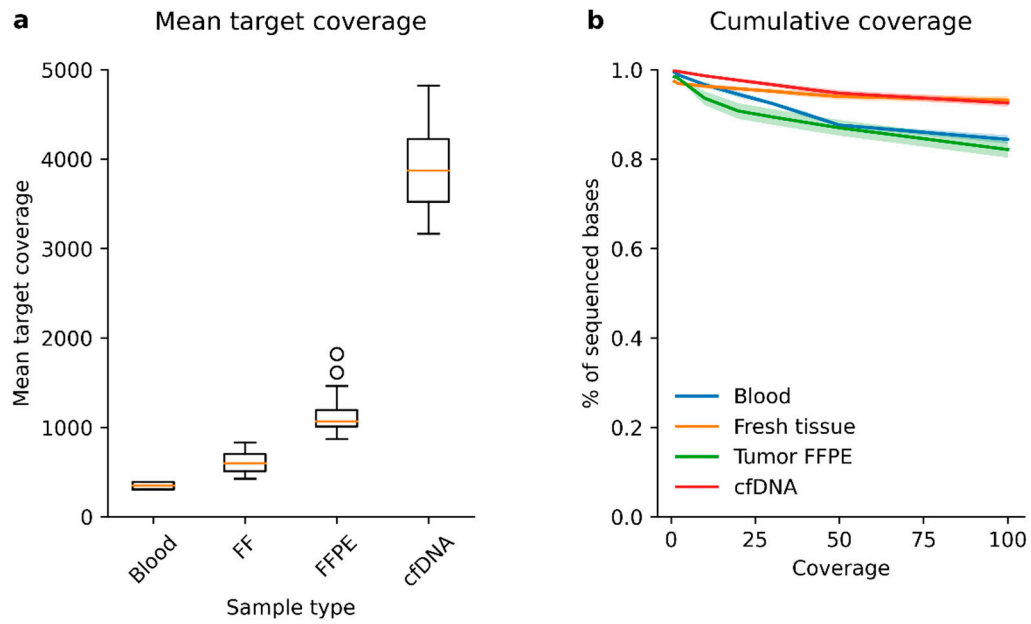 a
Mean target coverage
5000
4000
3000
2000
1000
0
Mean target coverage
Blood
FF
FFPE
cfDNA
Sample type
b
Cumulative coverage
1.0
0.8
0.6
0.4
0.2
0.0
% of sequenced bases
Blood
Fresh tissue
Tumor FFPE
cfDNA
0
25
50
75
100
Coverage